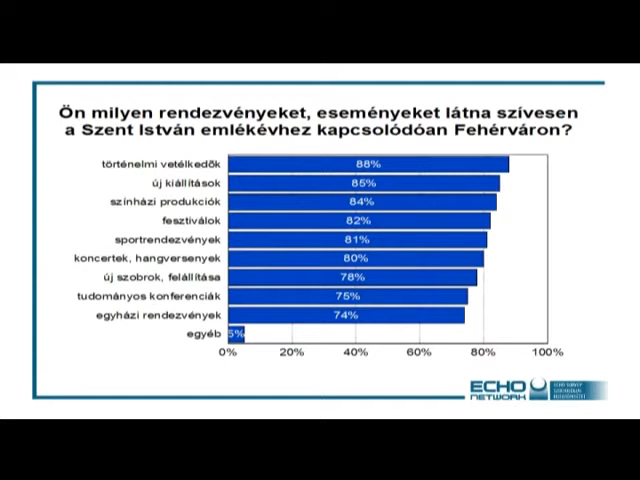 Ön milyen rendezvényeket, eseményeket látna szívesen
a Szent István emlékévhez kapcsolódóan Fehérváron?
történelmi vetélkedők 88%
új kiállítások 85%
színházi produkciók 84%
fesztiválok 82%
sportrendezvények 81%
koncertek, hangversenyek 80%
új szobrok, felállítása 78%
tudományos konferenciák 75%
egyházi rendezvények 74%
egyéb 5%
0% 20% 40% 60% 80% 100%
ECHO
NETWORK